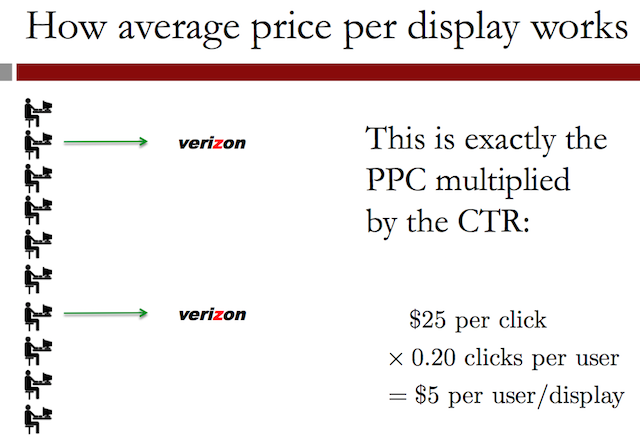 How average price per display works
verizon
This is exactly the
PPC multiplied
by the CTR:
verizon
$25 per click
× 0.20 clicks per user
= $5 per user/display